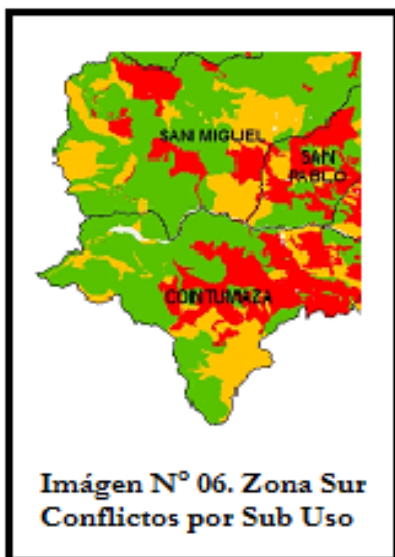 SAN MIGUEL
SAN
PABLO
CONTUMAZA
Imágen N° 06. Zona Sur
Conflictos por Sub Uso